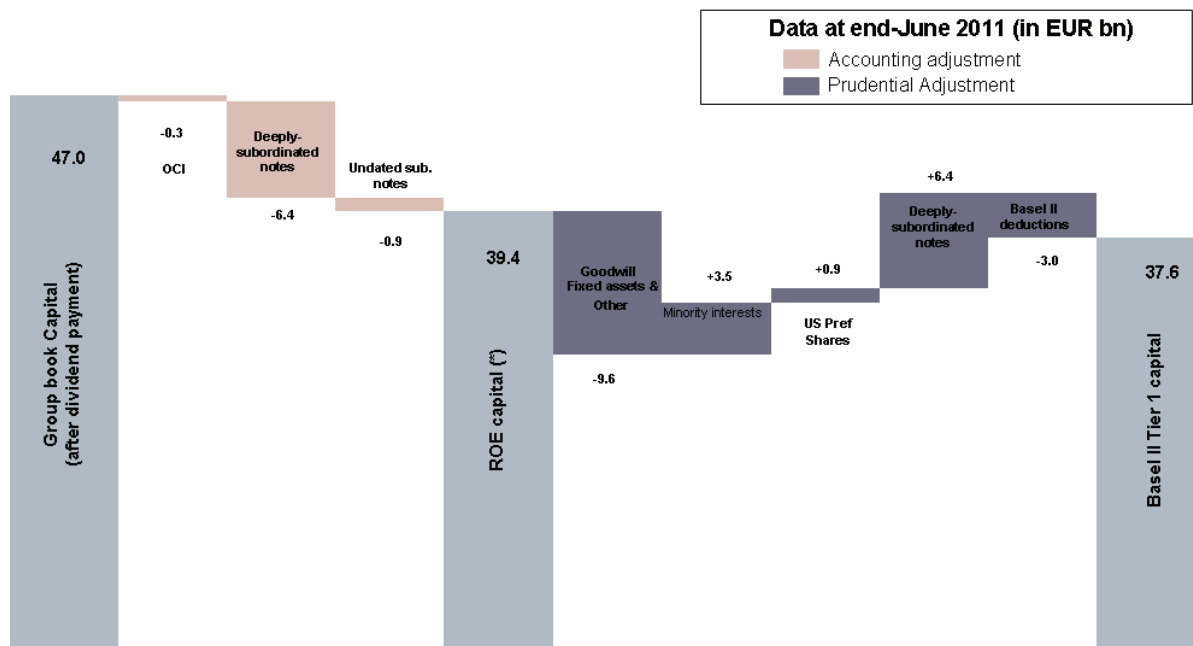 Data at end-June 2011 (in EUR bn)
Accounting adjustment
Prudential Adjustment
47.0
Group book Capital
(after dividend payment)
-0.3
OCI
Deeply-
subordinated
notes
-6.4
Undated sub.
notes
-0.9
39.4
ROE capital (*)
Goodwill
Fixed assets &
Other
-9.6
+3.5
Minority interests
+0.9
US Pref
Shares
+6.4
Deeply-
subordinated
notes
Basel II
deductions
-3.0
37.6
Basel II Tier 1 capital